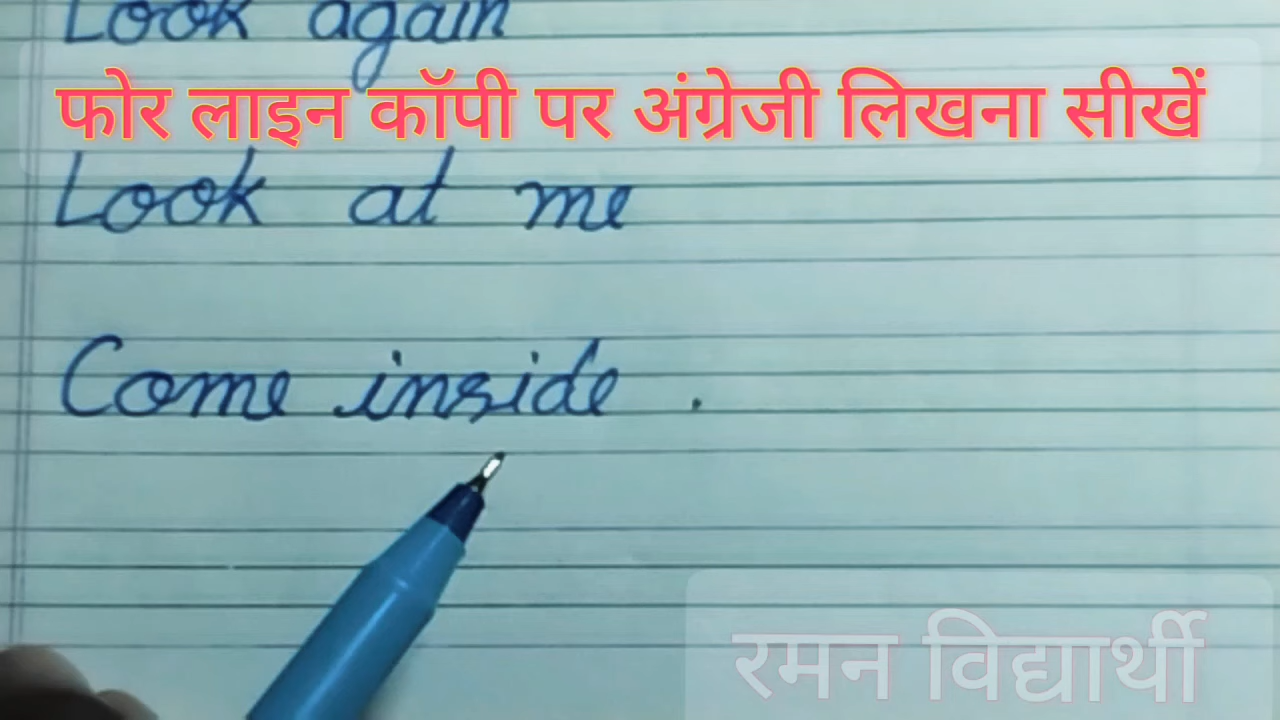 Look again
फोर लाइन कॉपी पर अंग्रेजी लिखना सीखें
Look at me
Come inside .
रमन विद्यार्थी